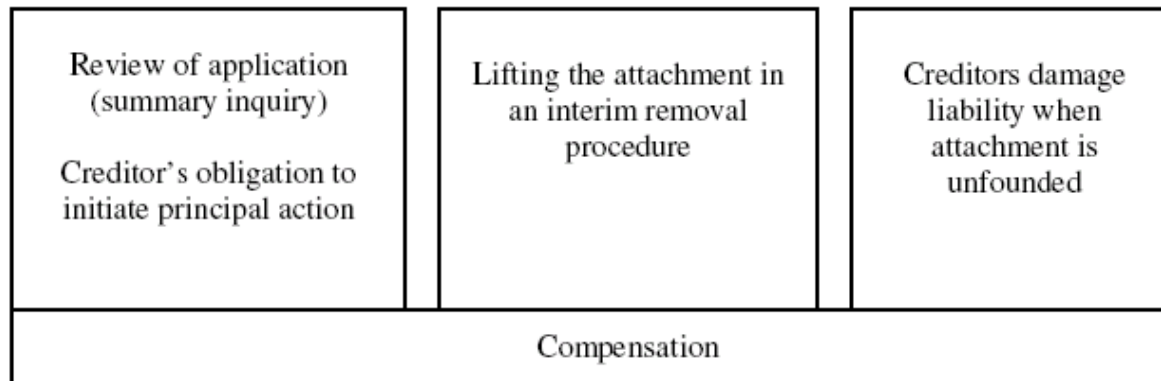 Review of application
(summary inquiry)
Creditor's obligation to
initiate principal action
Lifting the attachment in
an interim removal
procedure
Creditors damage
liability when
attachment is
unfounded
Compensation